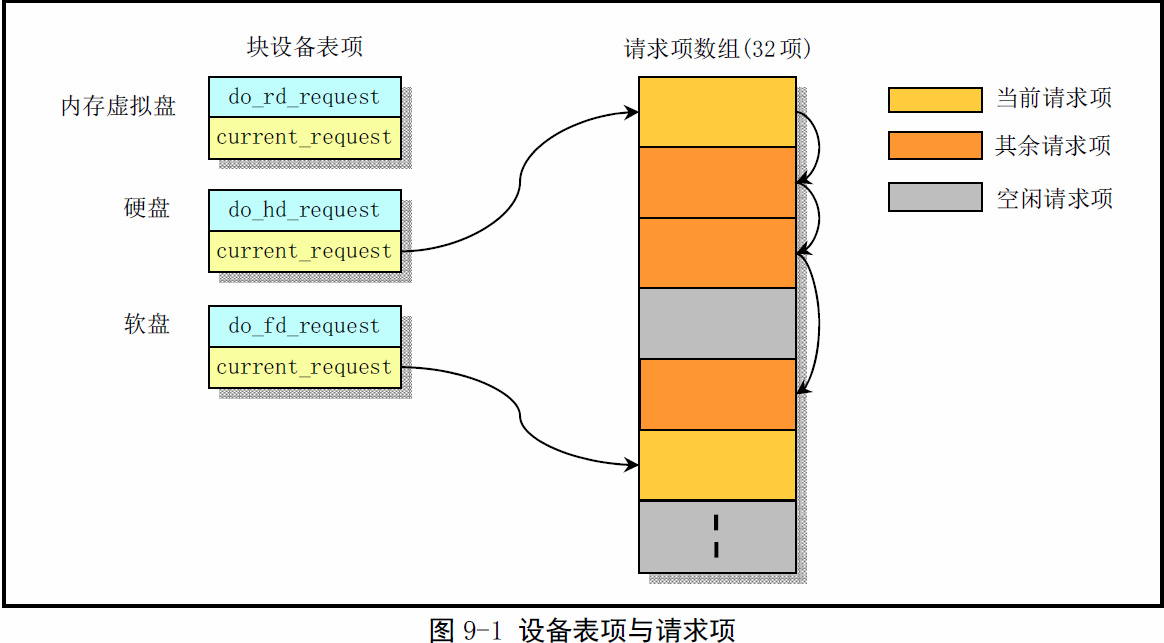 块设备表项
请求项数组(32项)
内存虚拟盘
do_rd_request
current_request
硬盘
do_hd_request
current_request
软盘
do_fd_request
current_request
当前请求项
其余请求项
空闲请求项
图 9-1 设备表项与请求项